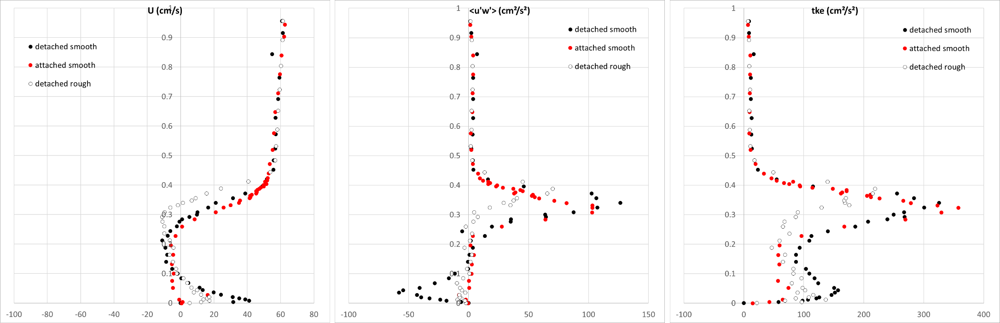 U (cm/s)
1
0.9
0.8
0.7
0.6
0.5
0.4
0.3
0.2
0.1
0
-100 -80 -60 -40 -20 0 20 40 60 80
detached smooth
attached smooth
detached rough
<u'w'> (cm²/s²)
1
0.9
0.8
0.7
0.6
0.5
0.4
0.3
0.2
0.1
0
-100 -50 0 50 100 150
detached smooth
attached smooth
detached rough
tke (cm²/s²)
1
0.9
0.8
0.7
0.6
0.5
0.4
0.3
0.2
0.1
0
-100 0 100 200 300 400
detached smooth
attached smooth
detached rough